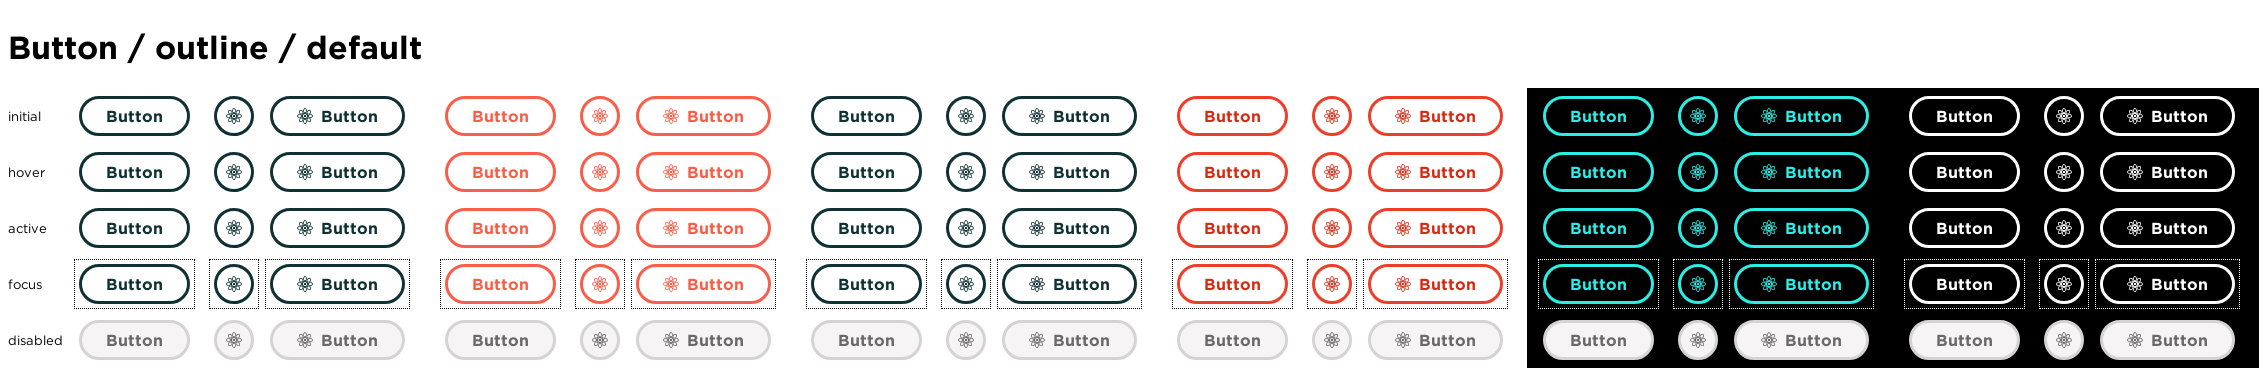 Button / outline / default
initial Button Button Button Button Button Button Button Button Button Button Button Button
hover Button Button Button Button Button Button Button Button Button Button Button Button
active Button Button Button Button Button Button Button Button Button Button Button Button
focus Button Button Button Button Button Button Button Button Button Button Button Button
disabled Button Button Button Button Button Button Button Button Button Button Button Button